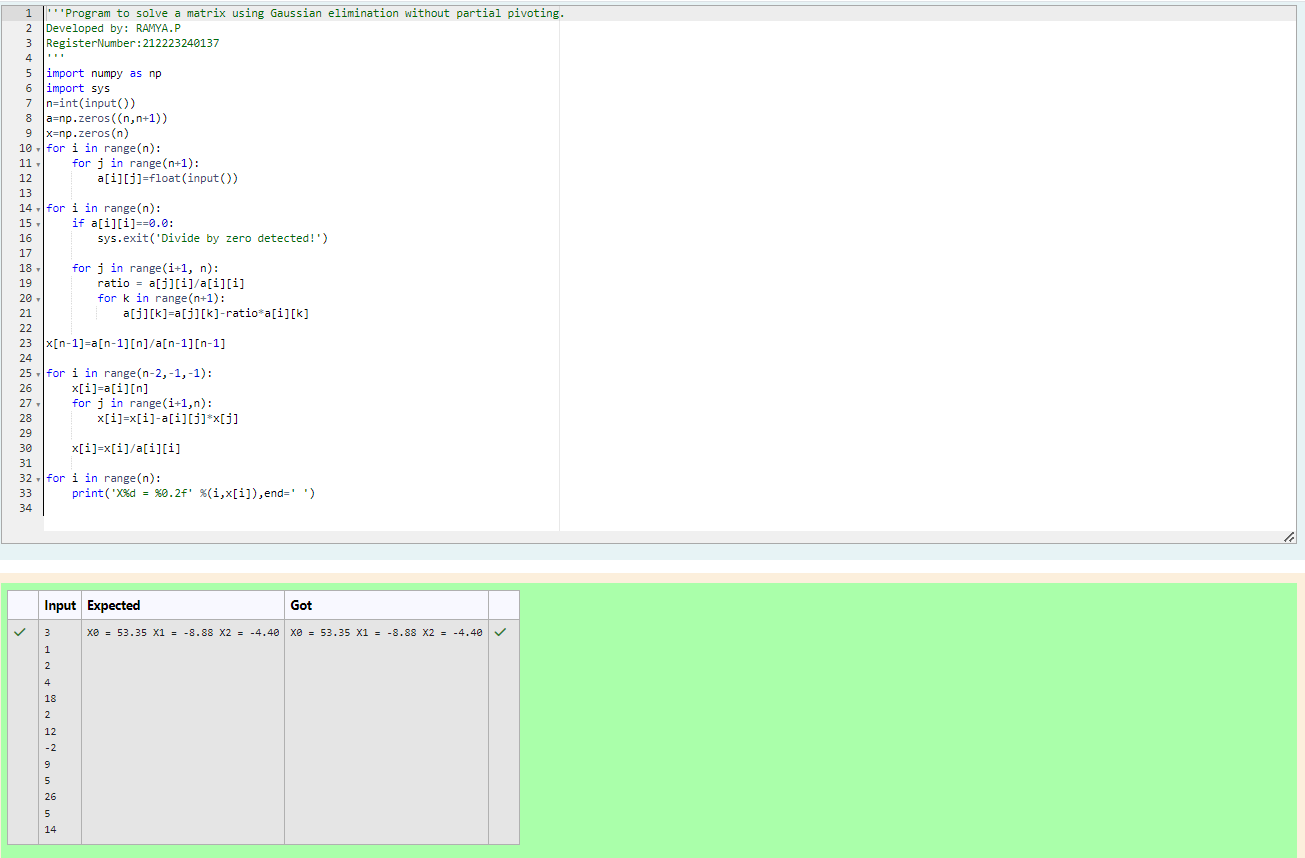 1 '''Program to solve a matrix using Gaussian elimination without partial pivoting.
2 Developed by: RAMYA.P
3 RegisterNumber:212223240137
4 '''
5 import numpy as np
6 import sys
7 n=int(input())
8 a=np.zeros((n,n+1))
9 x=np.zeros(n)
10 for i in range(n):
11     for j in range(n+1):
12         a[i][j]=float(input())
13
14 for i in range(n):
15     if a[i][i]==0.0:
16         sys.exit('Divide by zero detected!')
17
18     for j in range(i+1, n):
19         ratio = a[j][i]/a[i][i]
20         for k in range(n+1):
21             a[j][k]=a[j][k]-ratio*a[i][k]
22
23 x[n-1]=a[n-1][n]/a[n-1][n-1]
24
25 for i in range(n-2,-1,-1):
26     x[i]=a[i][n]
27     for j in range(i+1,n):
28         x[i]=x[i]-a[i][j]*x[j]
29
30     x[i]=x[i]/a[i][i]
31
32 for i in range(n):
33     print('X%d = %0.2f' %(i,x[i]),end=' ')
34
Input Expected Got
3 X0 = 53.35 X1 = -8.88 X2 = -4.40 X0 = 53.35 X1 = -8.88 X2 = -4.40
1
2
4
18
2
12
-2
9
5
26
5
14